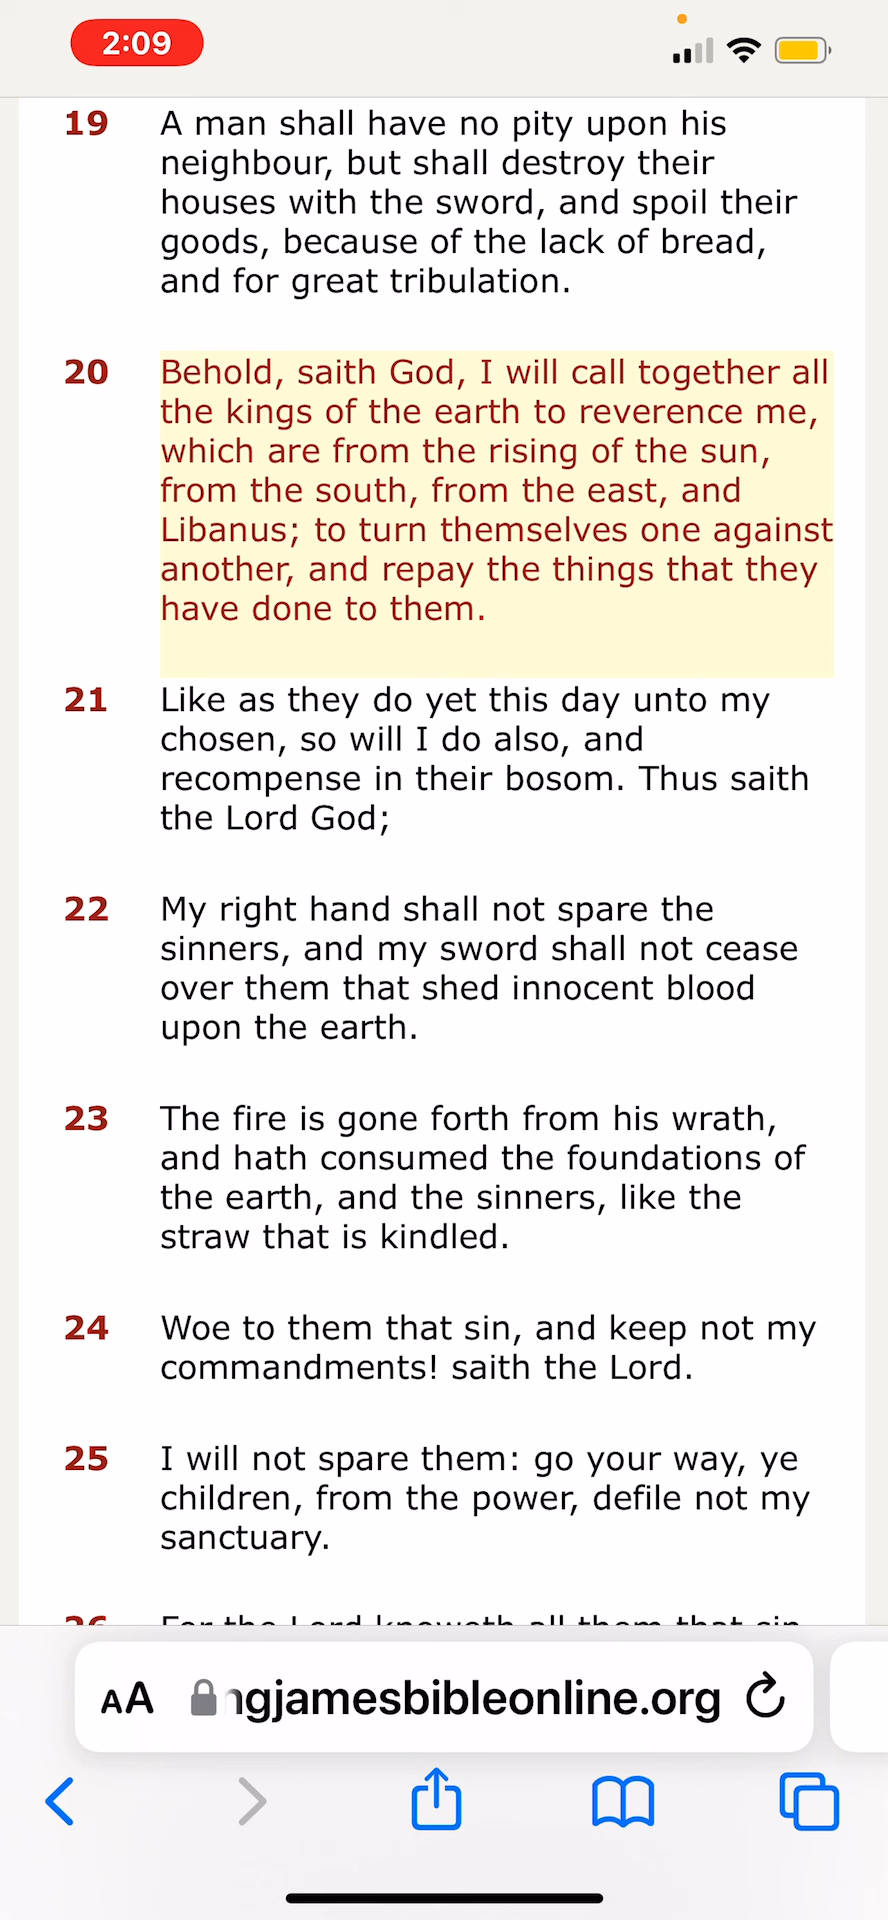 2:09
19 A man shall have no pity upon his
neighbour, but shall destroy their
houses with the sword, and spoil their
goods, because of the lack of bread,
and for great tribulation.
20 Behold, saith God, I will call together all
the kings of the earth to reverence me,
which are from the rising of the sun,
from the south, from the east, and
Libanus; to turn themselves one against
another, and repay the things that they
have done to them.
21 Like as they do yet this day unto my
chosen, so will I do also, and
recompense in their bosom. Thus saith
the Lord God;
22 My right hand shall not spare the
sinners, and my sword shall not cease
over them that shed innocent blood
upon the earth.
23 The fire is gone forth from his wrath,
and hath consumed the foundations of
the earth, and the sinners, like the
straw that is kindled.
24 Woe to them that sin, and keep not my
commandments! saith the Lord.
25 I will not spare them: go your way, ye
children, from the power, defile not my
sanctuary.
26 For the Lord knoweth all them that sin
AA ngjamesbibleonline.org